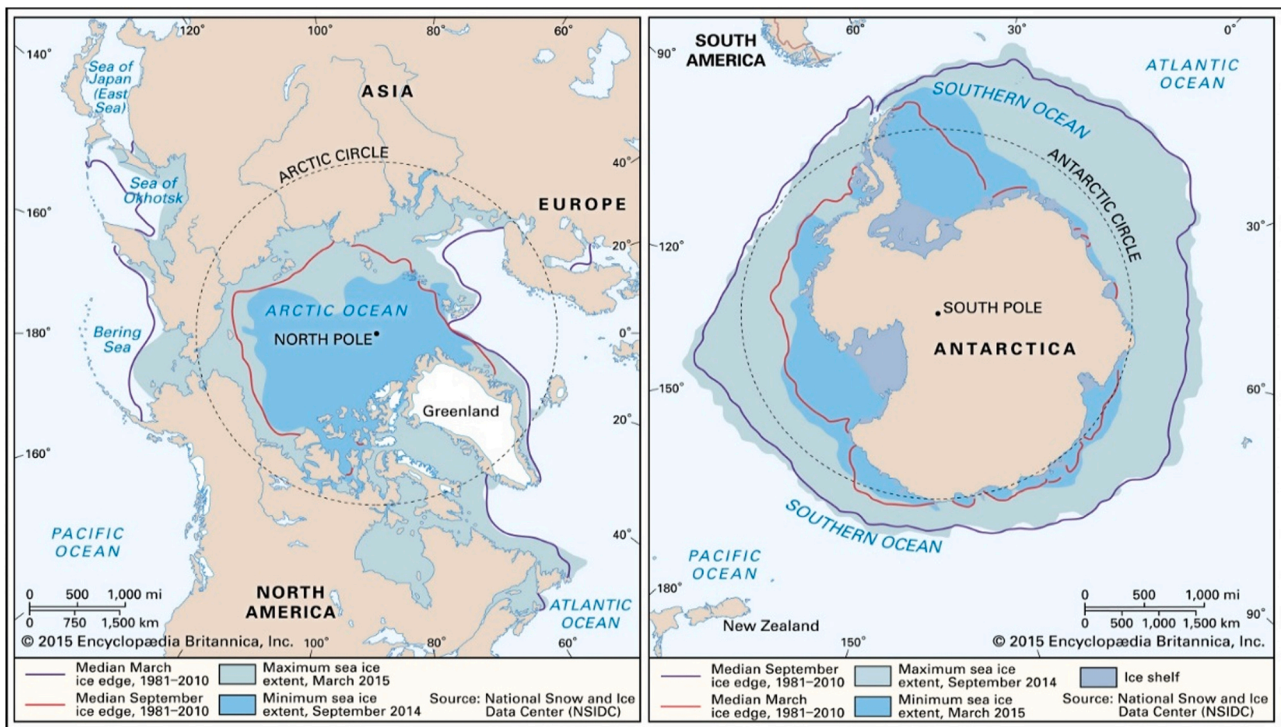 140°
120°
100°
80°
60°
Sea of
Japan
(East
Sea)
ASIA
ARCTIC CIRCLE
40°
Sea of
Okhotsk
EUROPE
160°
20°
ARCTIC OCEAN
NORTH POLE
Bering
Sea
180°
0°
Greenland
20°
160°
PACIFIC
OCEAN
40°
NORTH
AMERICA
ATLANTIC
OCEAN
0 500 1,000 mi
0 750 1,500 km
© 2015 Encyclopædia Britannica, Inc.
100°
80°
60°
Median March
ice edge, 1981–2010
Maximum sea ice
extent, March 2015
Median September
ice edge, 1981–2010
Minimum sea ice
extent, September 2014
Source: National Snow and Ice
Data Center (NSIDC)
90°
SOUTH
AMERICA
60°
30°
0°
ATLANTIC
OCEAN
SOUTHERN OCEAN
ANTARCTIC CIRCLE
120°
30°
SOUTH POLE
ANTARCTICA
150°
60°
SOUTHERN OCEAN
PACIFIC
OCEAN
180°
New Zealand
150°
0 500 1,000 mi
0 500 1,000 1,500 km
90°
© 2015 Encyclopædia Britannica, Inc.
Median September
ice edge, 1981–2010
Maximum sea ice
extent, September 2014
Ice shelf
Median March
ice edge, 1981–2010
Minimum sea ice
extent, March 2015
Source: National Snow and Ice
Data Center (NSIDC)